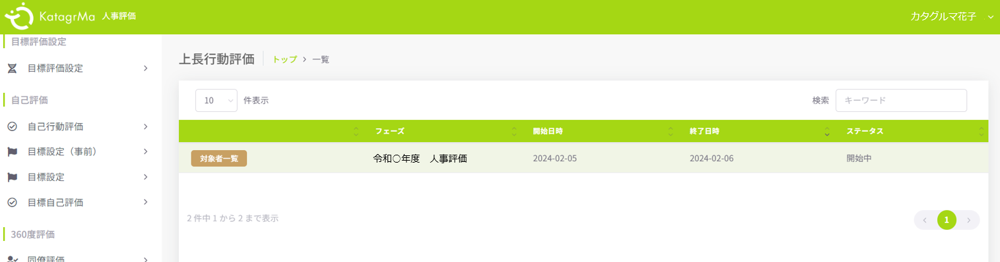 KatagrMa 人事評価
カタグルマ花子
目標評価設定
目標評価設定
自己評価
自己行動評価
目標設定（事前）
目標設定
目標自己評価
360度評価
同僚評価
上長行動評価 トップ > 一覧
10 件表示
検索 キーワード
フェーズ 開始日時 終了日時 ステータス
対象者一覧 令和〇年度　人事評価 2024-02-05 2024-02-06 開始中
2 件中 1 から 2 まで表示
‹ 1 ›